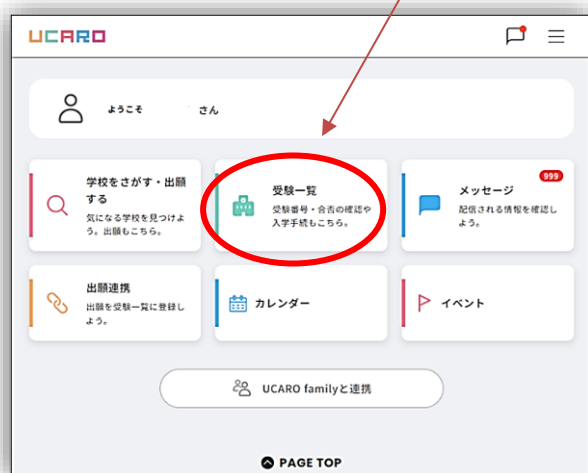 UCARO
ようこそ さん
学校をさがす・出願
する
気になる学校を見つけよ
う。出願もこちら。
受験一覧
受験番号・合否の確認や
入学手続もこちら。
999
メッセージ
配信される情報を確認し
よう。
出願連携
出願を受験一覧に登録し
よう。
カレンダー
イベント
UCARO familyと連携
PAGE TOP